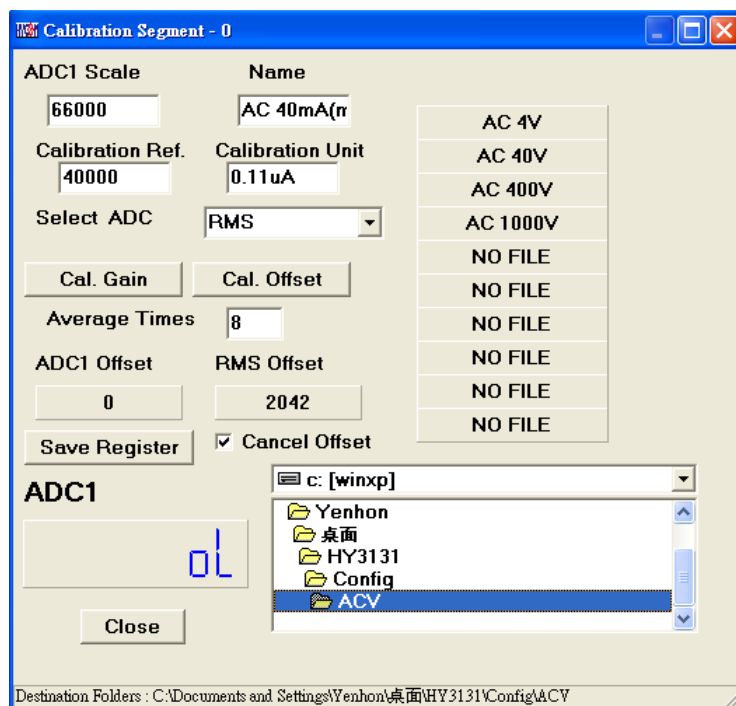 Calibration Segment - 0
ADC1 Scale
Name
66000
AC 40mA(m
Calibration Ref.
Calibration Unit
40000
0.11uA
Select ADC
RMS
Cal. Gain
Cal. Offset
Average Times
8
ADC1 Offset
RMS Offset
0
2042
Save Register
Cancel Offset
AC 4V
AC 40V
AC 400V
AC 1000V
NO FILE
NO FILE
NO FILE
NO FILE
NO FILE
NO FILE
ADC1
oL
Close
c: [winxp]
Yenhon
桌面
HY3131
Config
ACV
Destination Folders : C:\Documents and Settings\Yenhon\桌面\HY3131\Config\ACV